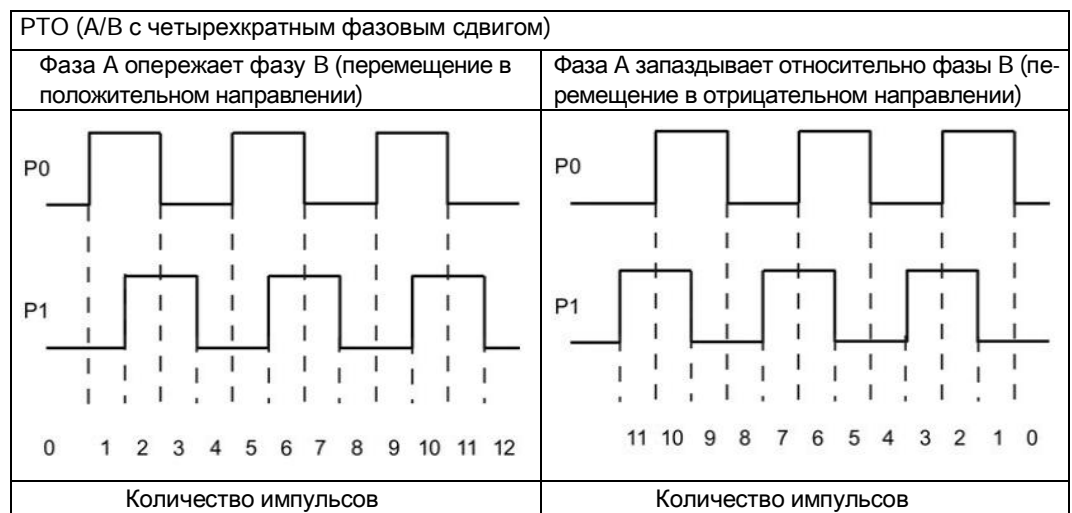 PTO (A/B с четырехкратным фазовым сдвигом)
Фаза A опережает фазу B (перемещение в
положительном направлении)
Фаза A запаздывает относительно фазы B (пе-
ремещение в отрицательном направлении)
P0
P1
0 1 2 3 4 5 6 7 8 9 10 11 12
P0
P1
11 10 9 8 7 6 5 4 3 2 1 0
Количество импульсов
Количество импульсов